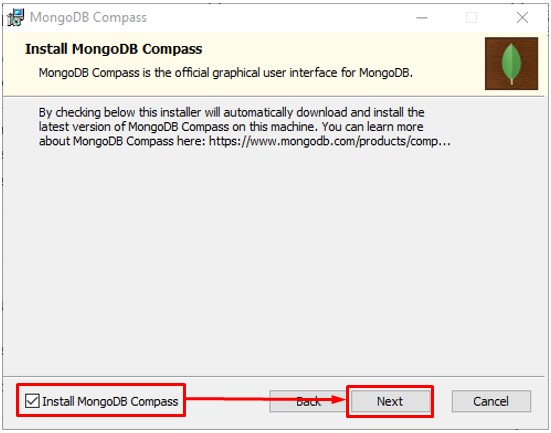 MongoDB Compass
Install MongoDB Compass
MongoDB Compass is the official graphical user interface for MongoDB.
By checking below this installer will automatically download and install the
latest version of MongoDB Compass on this machine. You can learn more
about MongoDB Compass here: https://www.mongodb.com/products/comp...
Install MongoDB Compass
Back
Next
Cancel